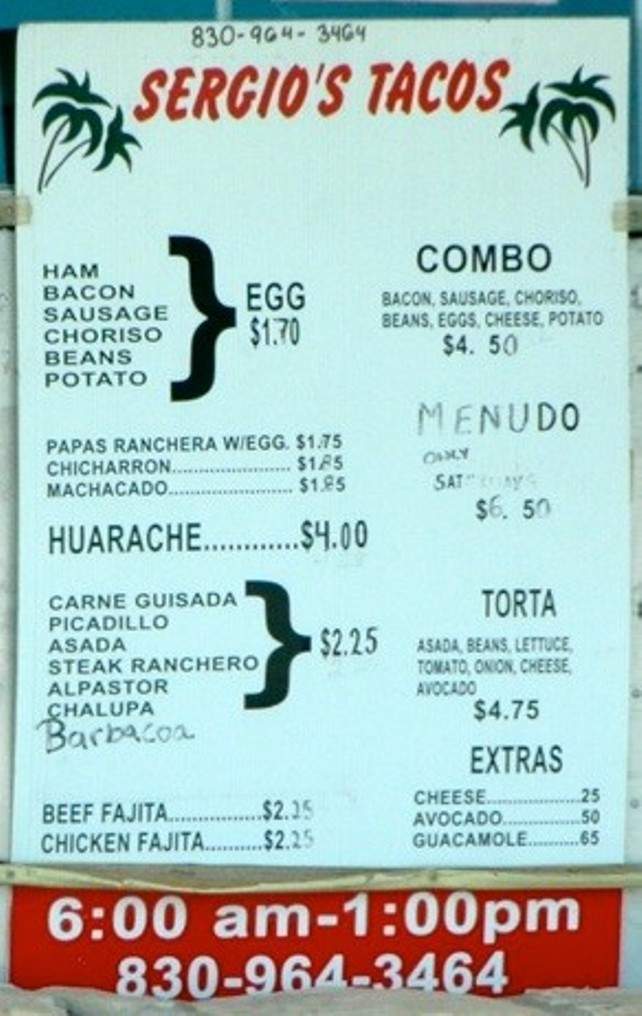 830-964-3464
SERGIO'S TACOS
HAM
BACON
SAUSAGE
CHORISO
BEANS
POTATO
EGG
$1.70
PAPAS RANCHERA W/EGG. $1.75
CHICHARRON.................... $1.85
MACHACADO..................... $1.85
HUARACHE............$4.00
CARNE GUISADA
PICADILLO
ASADA
STEAK RANCHERO
ALPASTOR
CHALUPA
Barbacoa
$2.25
BEEF FAJITA................$2.25
CHICKEN FAJITA..........$2.25
COMBO
BACON, SAUSAGE, CHORISO,
BEANS, EGGS, CHEESE, POTATO
$4. 50
MENUDO
ONLY
SATURDAYS
$6. 50
TORTA
ASADA, BEANS, LETTUCE,
TOMATO, ONION, CHEESE,
AVOCADO
$4.75
EXTRAS
CHEESE..................25
AVOCADO...............50
GUACAMOLE..........65
6:00 am-1:00pm
830-964-3464